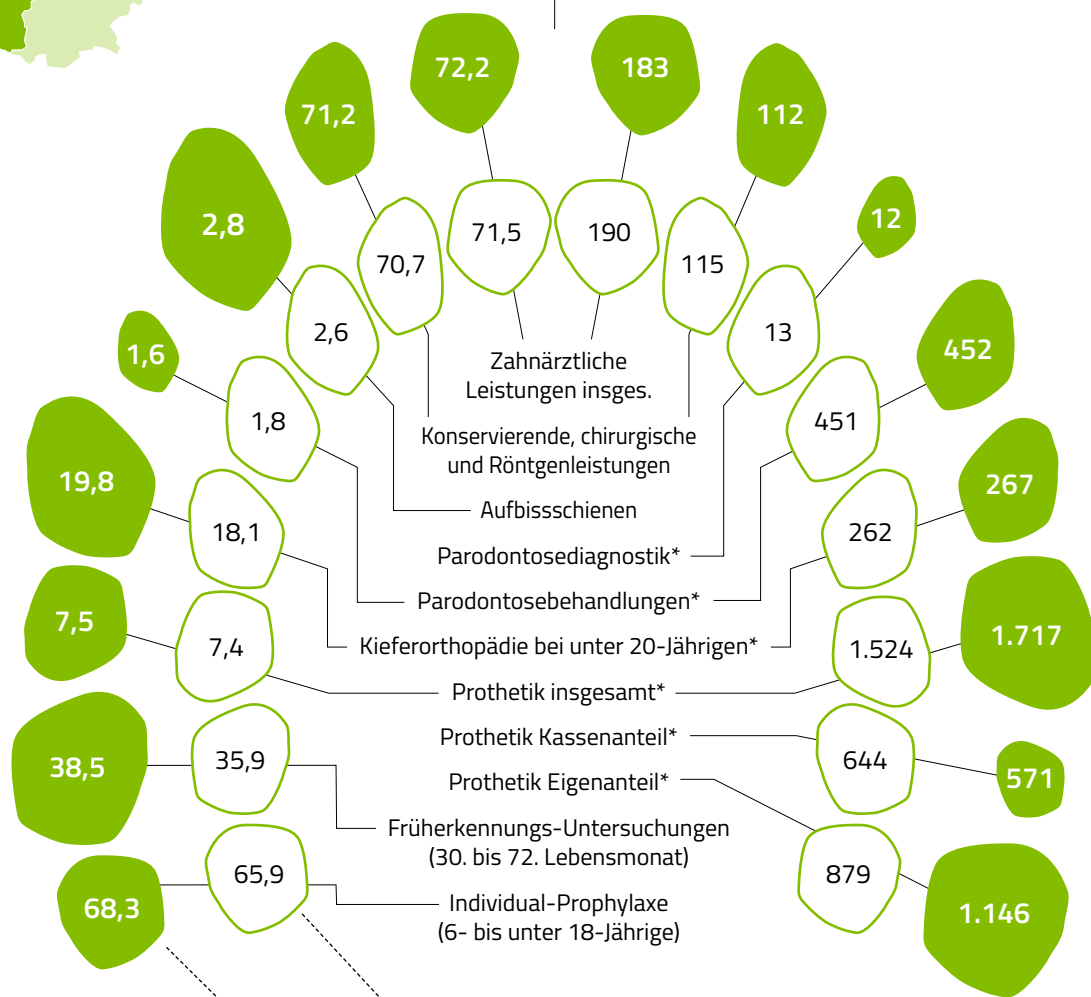 72,2
183
71,2
112
2,8
12
71,5
190
70,7
115
2,6
13
1,6
452
1,8
451
Zahnärztliche
Leistungen insges.
Konservierende, chirurgische
und Röntgenleistungen
19,8
267
18,1
262
Aufbissschienen
Parodontosediagnostik*
Parodontosebehandlungen*
7,5
1.717
7,4
1.524
Kieferorthopädie bei unter 20-Jährigen*
Prothetik insgesamt*
Prothetik Kassenanteil*
38,5
35,9
644
571
Prothetik Eigenanteil*
Früherkennungs-Untersuchungen
(30. bis 72. Lebensmonat)
68,3
65,9
879
1.146
Individual-Prophylaxe
(6- bis unter 18-Jährige)